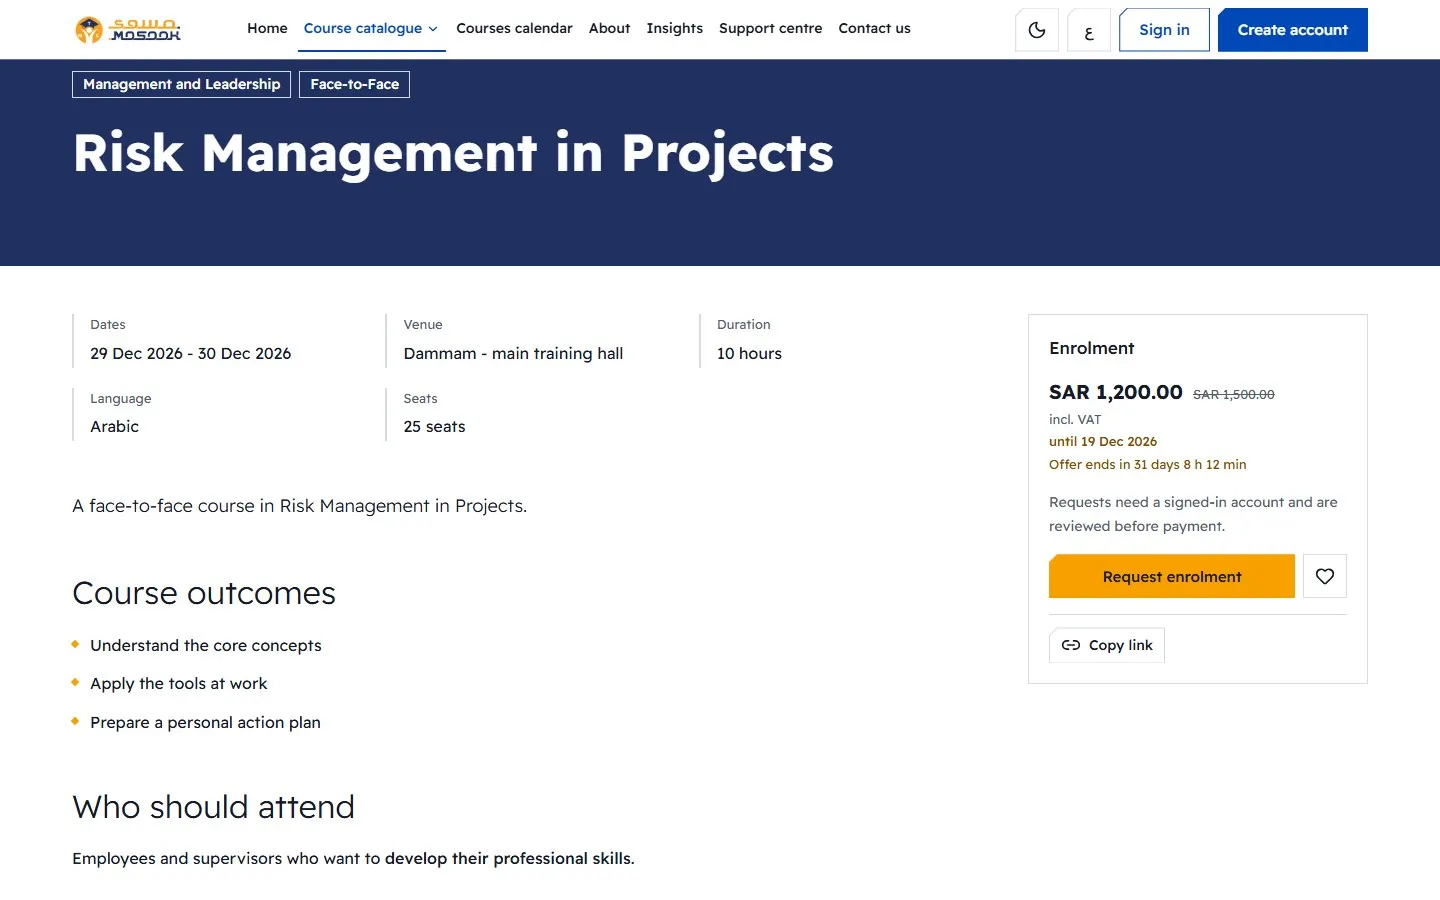 مسوق
MOSOOK
Home
Course catalogue
Courses calendar
About
Insights
Support centre
Contact us
ع
Sign in
Create account
Management and Leadership
Face-to-Face
Risk Management in Projects
Dates
29 Dec 2026 - 30 Dec 2026
Venue
Dammam - main training hall
Duration
10 hours
Language
Arabic
Seats
25 seats
A face-to-face course in Risk Management in Projects.
Course outcomes
Understand the core concepts
Apply the tools at work
Prepare a personal action plan
Who should attend
Employees and supervisors who want to develop their professional skills.
Enrolment
SAR 1,200.00 SAR 1,500.00
incl. VAT
until 19 Dec 2026
Offer ends in 31 days 8 h 12 min
Requests need a signed-in account and are
reviewed before payment.
Request enrolment
Copy link